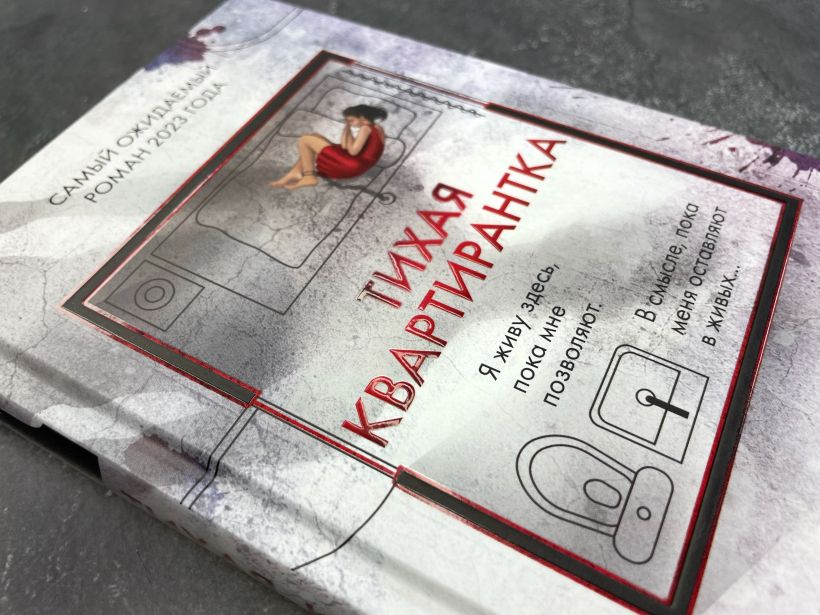 САМЫЙ ОЖИДАЕМЫЙ
РОМАН 2023 ГОДА
ТИХАЯ
КВАРТИРАНТКА
Я живу здесь,
пока мне
позволяют.
В смысле, пока
меня оставляют
в живых...